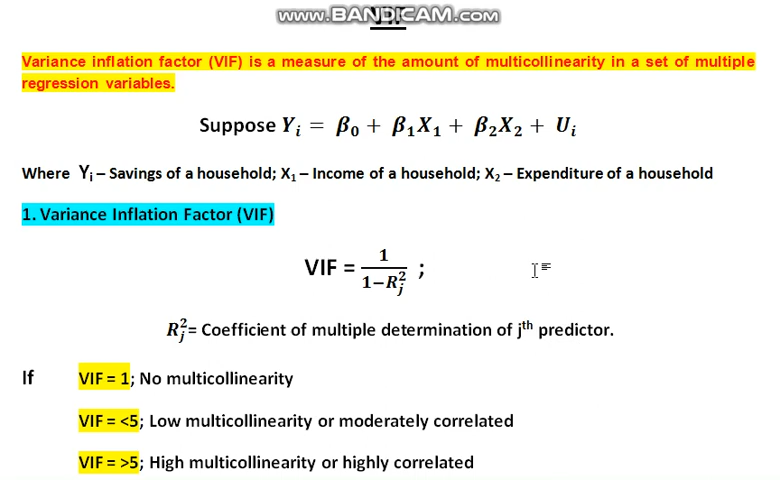 www.BANDICAM.com
VIF
Variance inflation factor (VIF) is a measure of the amount of multicollinearity in a set of multiple
regression variables.
Suppose Yᵢ = β₀ + β₁X₁ + β₂X₂ + Uᵢ
Where Yᵢ – Savings of a household; X₁ – Income of a household; X₂ – Expenditure of a household
1. Variance Inflation Factor (VIF)
VIF = 1/(1−R²ⱼ) ;
R²ⱼ= Coefficient of multiple determination of jᵗʰ predictor.
If VIF = 1; No multicollinearity
VIF = <5; Low multicollinearity or moderately correlated
VIF = >5; High multicollinearity or highly correlated